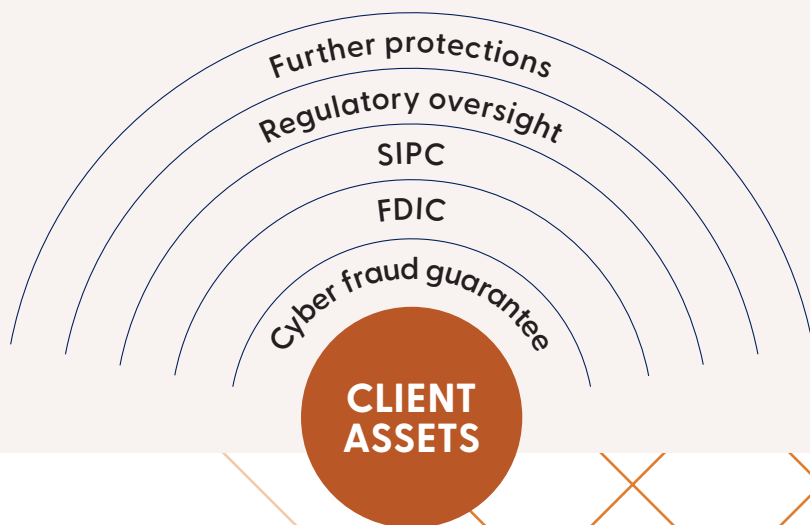 Further protections
Regulatory oversight
SIPC
FDIC
Cyber fraud guarantee
CLIENT
ASSETS